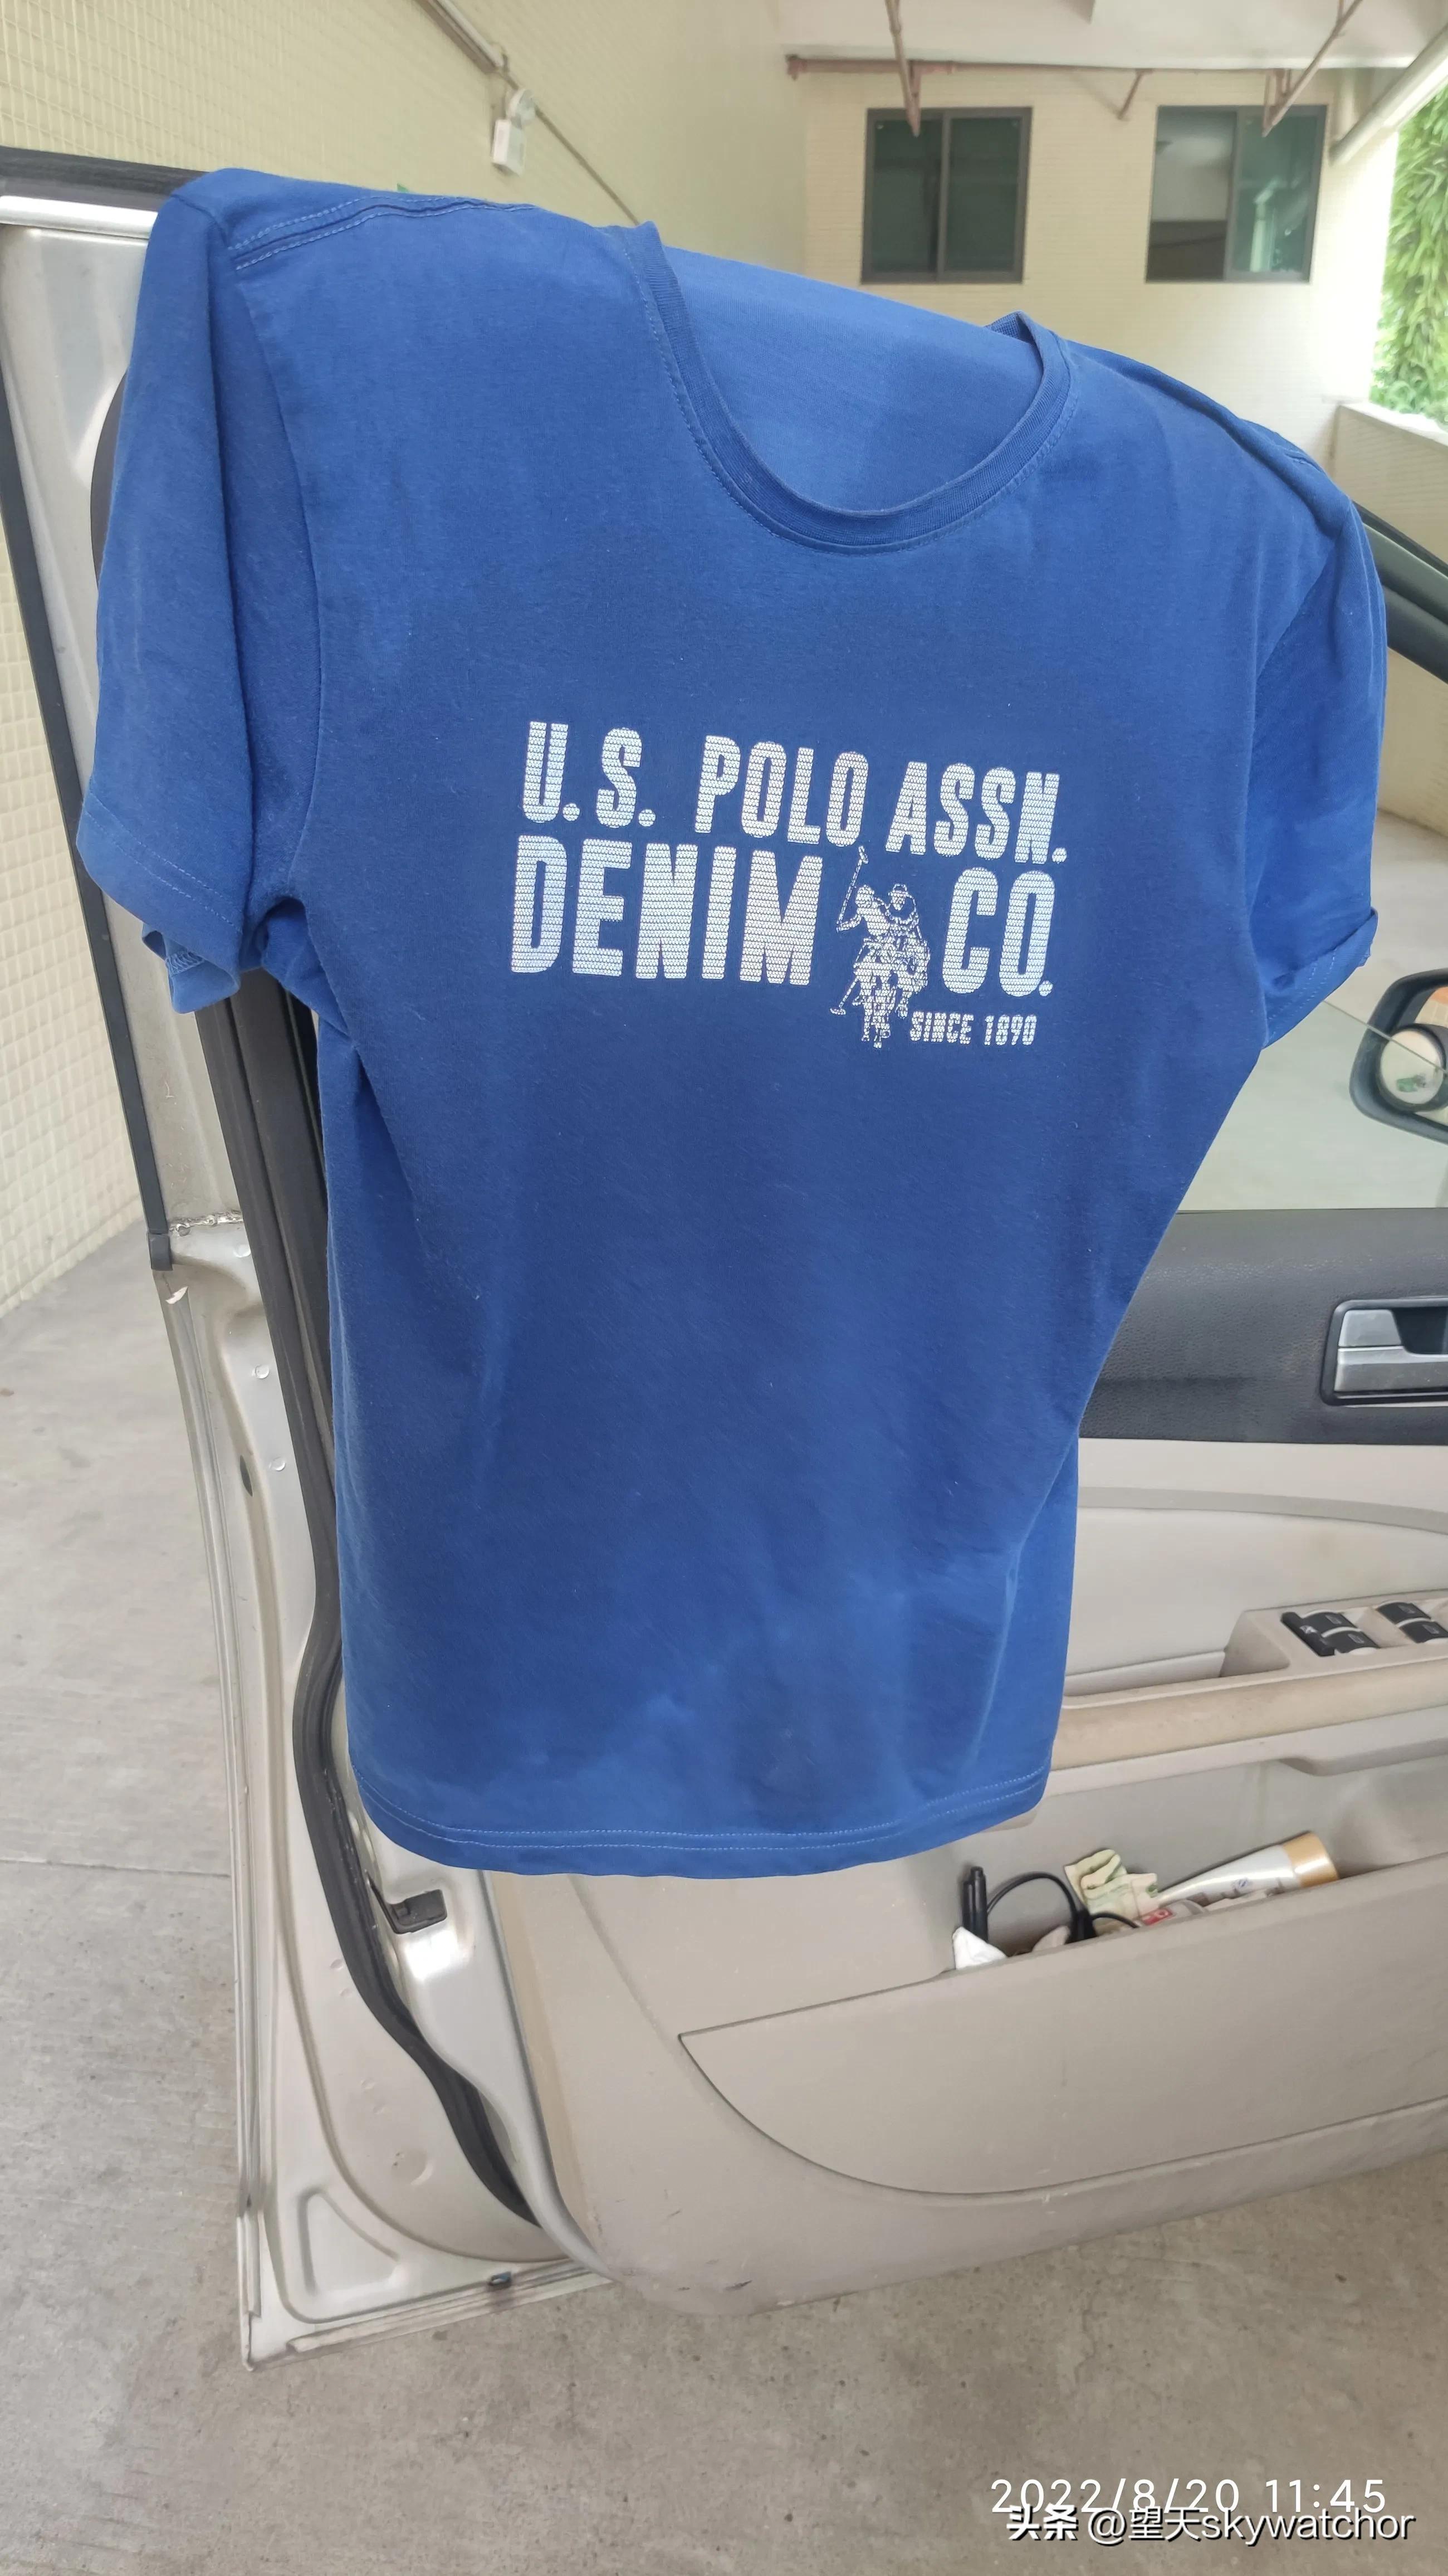 U.S. POLO ASSN.
DENIM CO.
SINCE 1890
2022/8/20 11:45
头条 @望天skywatchor